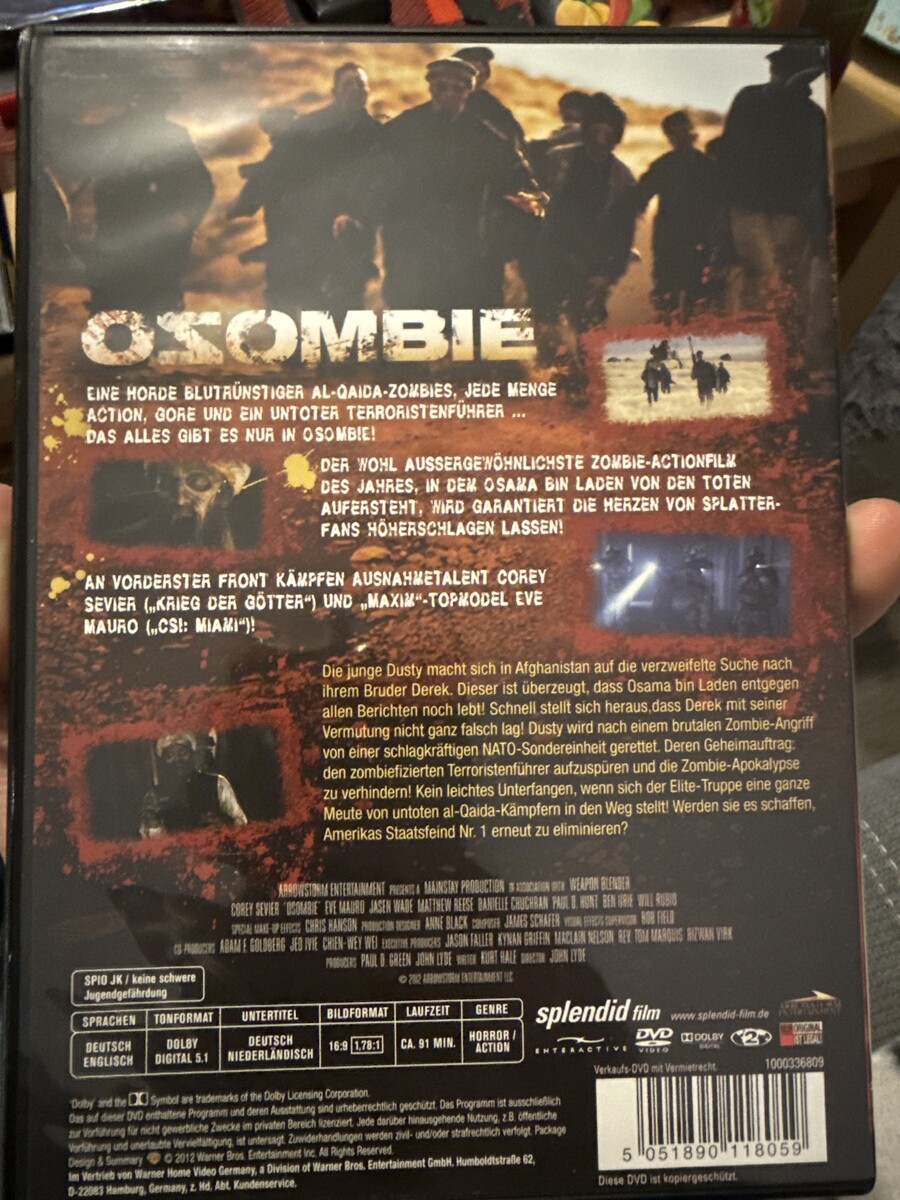 OSOMBIE
EINE HORDE BLUTRÜNSTIGER AL-QAIDA-ZOMBIES, JEDE MENGE
ACTION, GORE UND EIN UNTOTER TERRORISTENFÜHRER ...
DAS ALLES GIBT ES NUR IN OSOMBIE!
DER WOHL AUSSERGEWÖHNLICHSTE ZOMBIE-ACTIONFILM
DES JAHRES, IN DEM OSAMA BIN LADEN VON DEN TOTEN
AUFERSTEHT, WIRD GARANTIERT DIE HERZEN VON SPLATTER-
FANS HÖHERSCHLAGEN LASSEN!
AN VORDERSTER FRONT KÄMPFEN AUSNAHMETALENT COREY
SEVIER („KRIEG DER GÖTTER“) UND „MAXIM“-TOPMODEL EVE
MAURO („CSI: MIAMI“)!
Die junge Dusty macht sich in Afghanistan auf die verzweifelte Suche nach
ihrem Bruder Derek. Dieser ist überzeugt, dass Osama bin Laden entgegen
allen Berichten noch lebt! Schnell stellt sich heraus,dass Derek mit seiner
Vermutung nicht ganz falsch lag! Dusty wird nach einem brutalen Zombie-Angriff
von einer schlagkräftigen NATO-Sondereinheit gerettet. Deren Geheimauftrag:
den zombiefizierten Terroristenführer aufzuspüren und die Zombie-Apokalypse
zu verhindern! Kein leichtes Unterfangen, wenn sich der Elite-Truppe eine ganze
Meute von untoten al-Qaida-Kämpfern in den Weg stellt! Werden sie es schaffen,
Amerikas Staatsfeind Nr. 1 erneut zu eliminieren?
ARROWSTORM ENTERTAINMENT PRESENTS A MAINSTAY PRODUCTION IN ASSOCIATION WITH WEAPON BLENDER
COREY SEVIER "OSOMBIE" EVE MAURO JASEN WADE MATTHEW REESE DANIELLE CHUCHRAN PAUL D. HUNT BEN URIE WILL RUBIO
SPECIAL MAKE-UP EFFECTS CHRIS HANSON PRODUCTION DESIGNER ANNE BLACK COMPOSER JAMES SCHAFER VISUAL EFFECTS SUPERVISION ROB FIELD
CO-PRODUCERS ADAM F. GOLDBERG JED IVIE CHIEN-WEY WEI EXECUTIVE PRODUCERS JASON FALLER KYNAN GRIFFIN MACLAIN NELSON REV. TOM MARQUIS RIZWAN VIRK
PRODUCERS PAUL D. GREEN JOHN LYDE WRITER KURT HALE DIRECTOR JOHN LYDE
© 2012 ARROWSTORM ENTERTAINMENT LLC
SPIO JK / keine schwere
Jugendgefährdung
SPRACHEN TONFORMAT UNTERTITEL BILDFORMAT LAUFZEIT GENRE
DEUTSCH ENGLISCH DOLBY DIGITAL 5.1 DEUTSCH NIEDERLÄNDISCH 16:9 1,78:1 CA. 91 MIN. HORROR / ACTION
splendid film www.splendid-film.de
ENTERACTIVE DVD VIDEO DOLBY DIGITAL 2 NUR ORIGINAL IST LEGAL!
Verkaufs-DVD mit Vermietrecht. 1000336809
5 051890 118059
Diese DVD ist kopiergeschützt.
'Dolby' and the Symbol are trademarks of the Dolby Licensing Corporation.
Das auf dieser DVD enthaltene Programm und deren Ausstattung sind urheberrechtlich geschützt. Das Programm ist ausschließlich
zur Vorführung für nicht gewerbliche Zwecke im privaten Bereich lizenziert. Jede darüber hinausgehende Nutzung, z.B. öffentliche
Vorführung und unerlaubte Vervielfältigung, ist untersagt. Zuwiderhandlungen werden zivil- und/oder strafrechtlich verfolgt. Package
Design & Summary © 2012 Warner Bros. Entertainment Inc. All Rights Reserved.
Im Vertrieb von Warner Home Video Germany, a Division of Warner Bros. Entertainment GmbH, Humboldtstraße 62,
D-22083 Hamburg, Germany, z. Hd. Abt. Kundenservice.